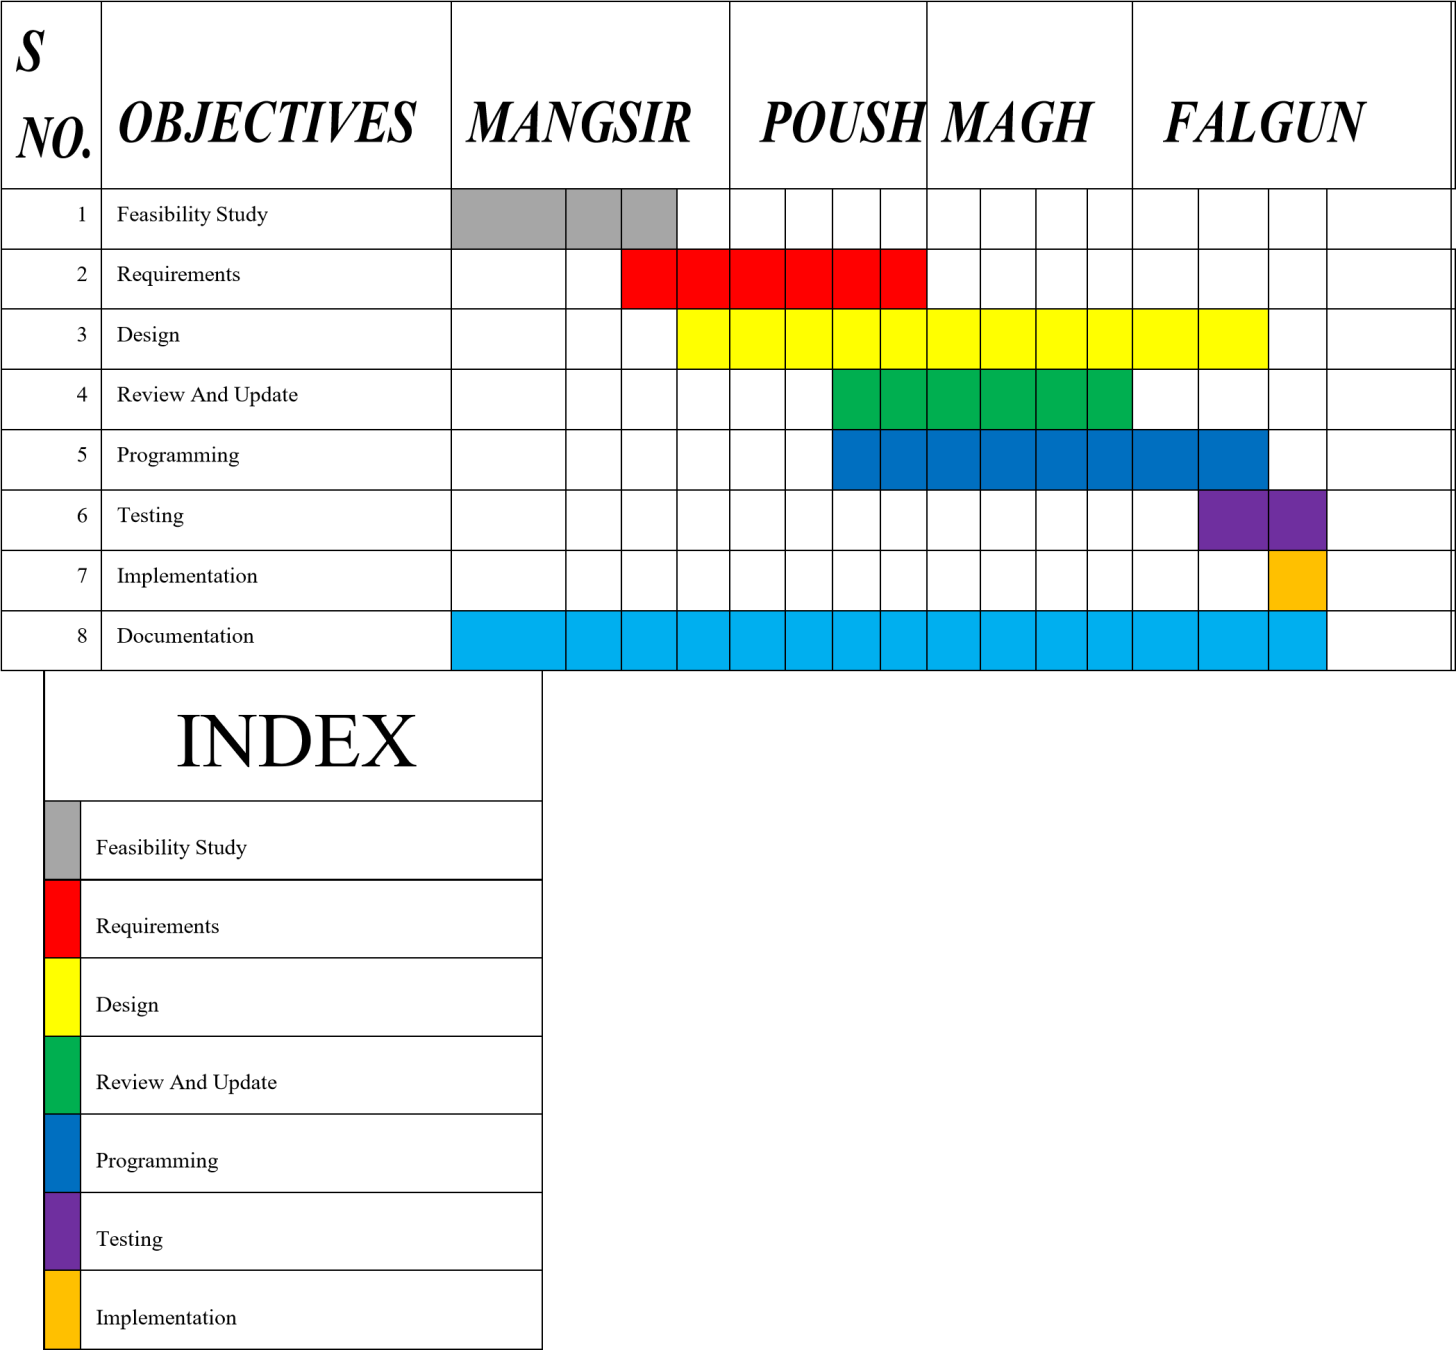 S
NO. OBJECTIVES MANGSIR POUSH MAGH FALGUN
1 Feasibility Study
2 Requirements
3 Design
4 Review And Update
5 Programming
6 Testing
7 Implementation
8 Documentation
INDEX
Feasibility Study
Requirements
Design
Review And Update
Programming
Testing
Implementation